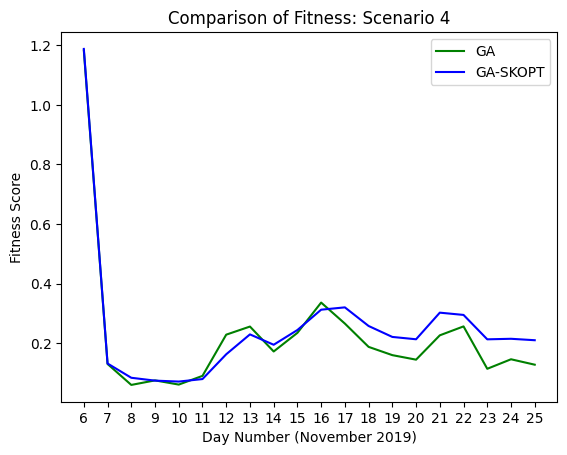 Comparison of Fitness: Scenario 4
GA
GA-SKOPT
Fitness Score
1.2
1.0
0.8
0.6
0.4
0.2
6 7 8 9 10 11 12 13 14 15 16 17 18 19 20 21 22 23 24 25
Day Number (November 2019)